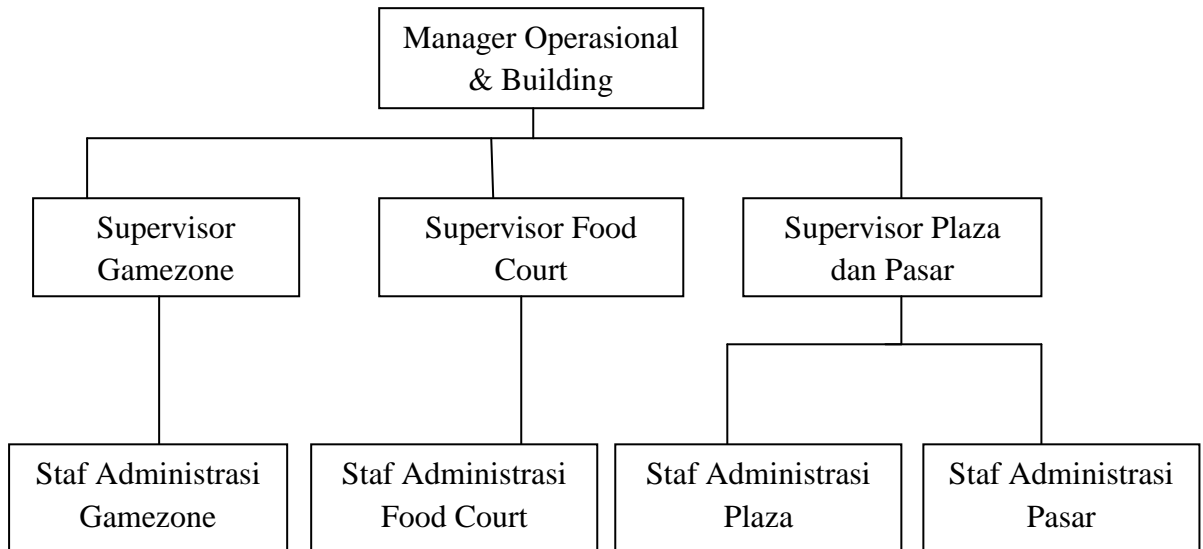 Manager Operasional
& Building
Supervisor
Gamezone
Supervisor Food
Court
Supervisor Plaza
dan Pasar
Staf Administrasi
Gamezone
Staf Administrasi
Food Court
Staf Administrasi
Plaza
Staf Administrasi
Pasar